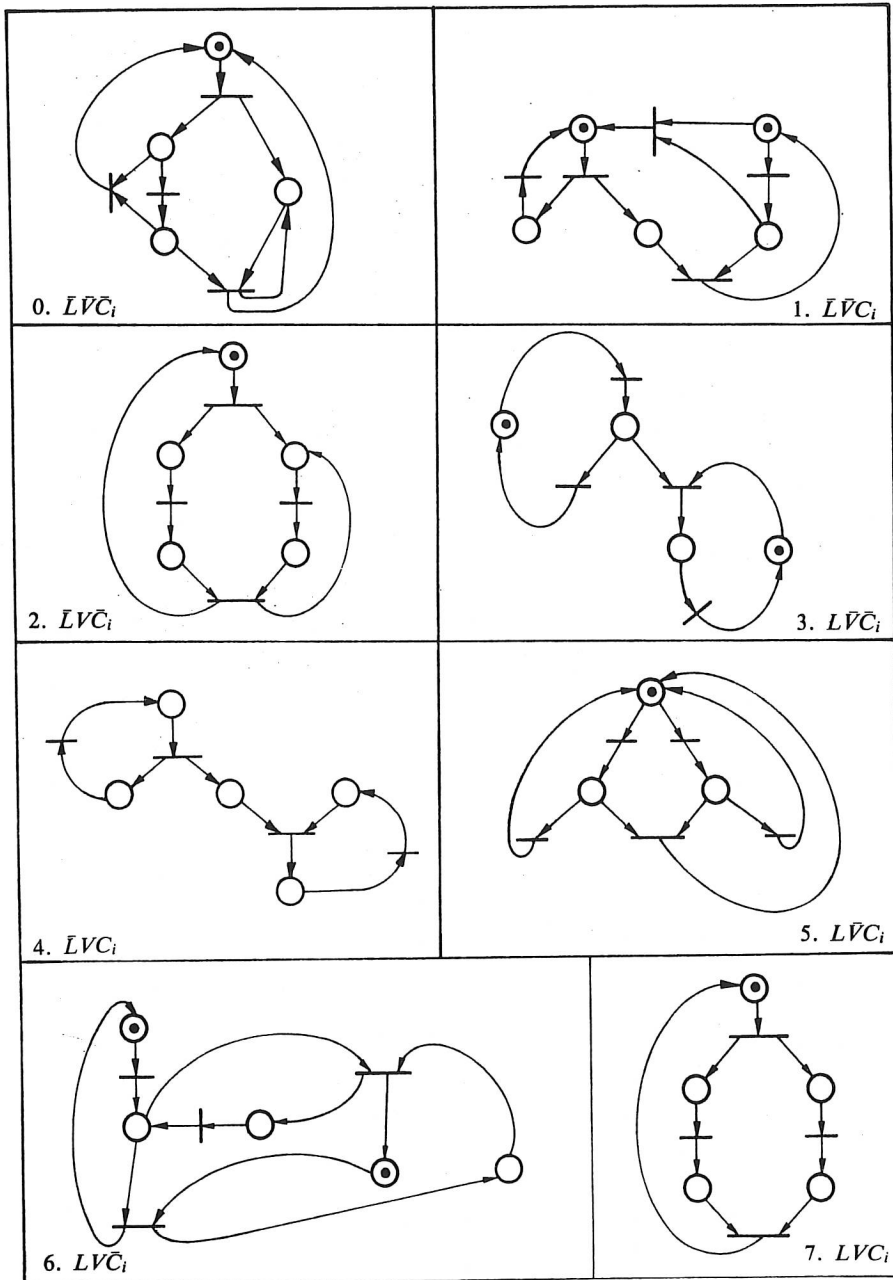 0. L̄V̄C̄ᵢ
1. L̄V̄Cᵢ
2. L̄VC̄ᵢ
3. LV̄C̄ᵢ
4. L̄VCᵢ
5. LV̄Cᵢ
6. LVC̄ᵢ
7. LVCᵢ